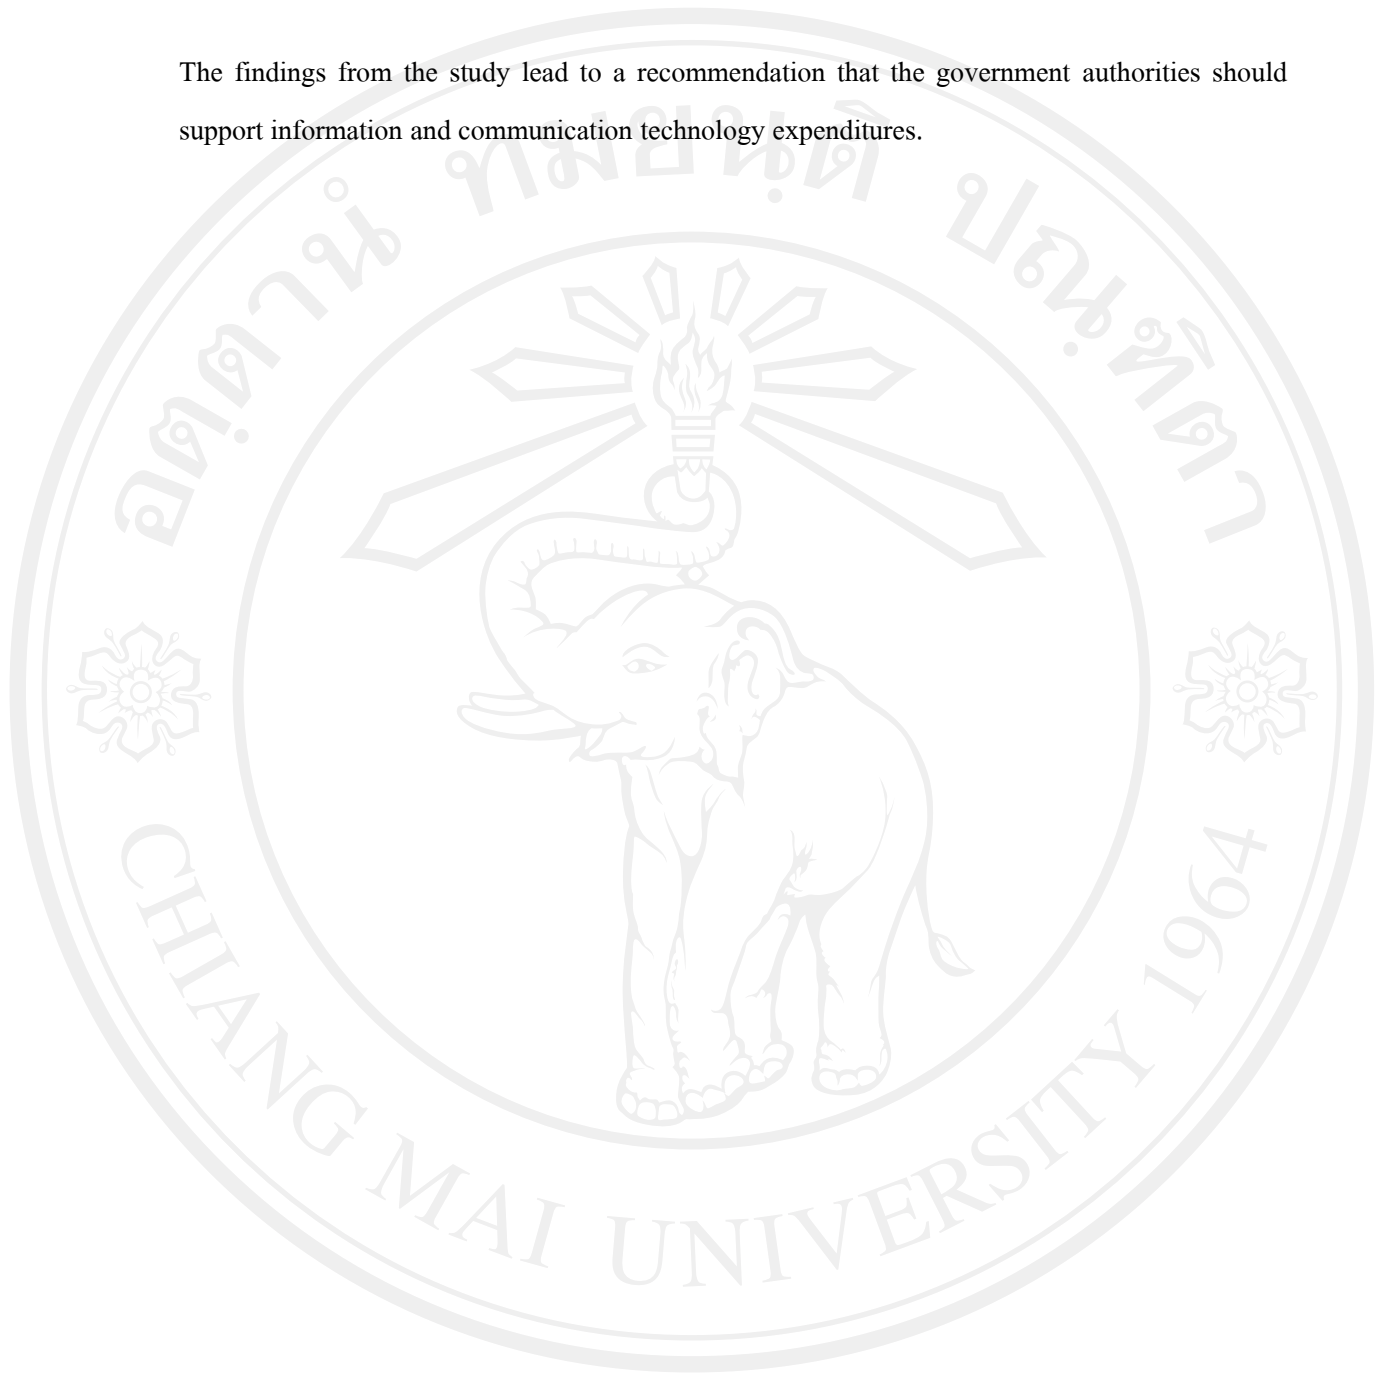 The findings from the study lead to a recommendation that the government authorities should
support information and communication technology expenditures.
อตฺตานํ ทมยนฺติ ปณฺฑิตา
CHIANG MAI UNIVERSITY 1964